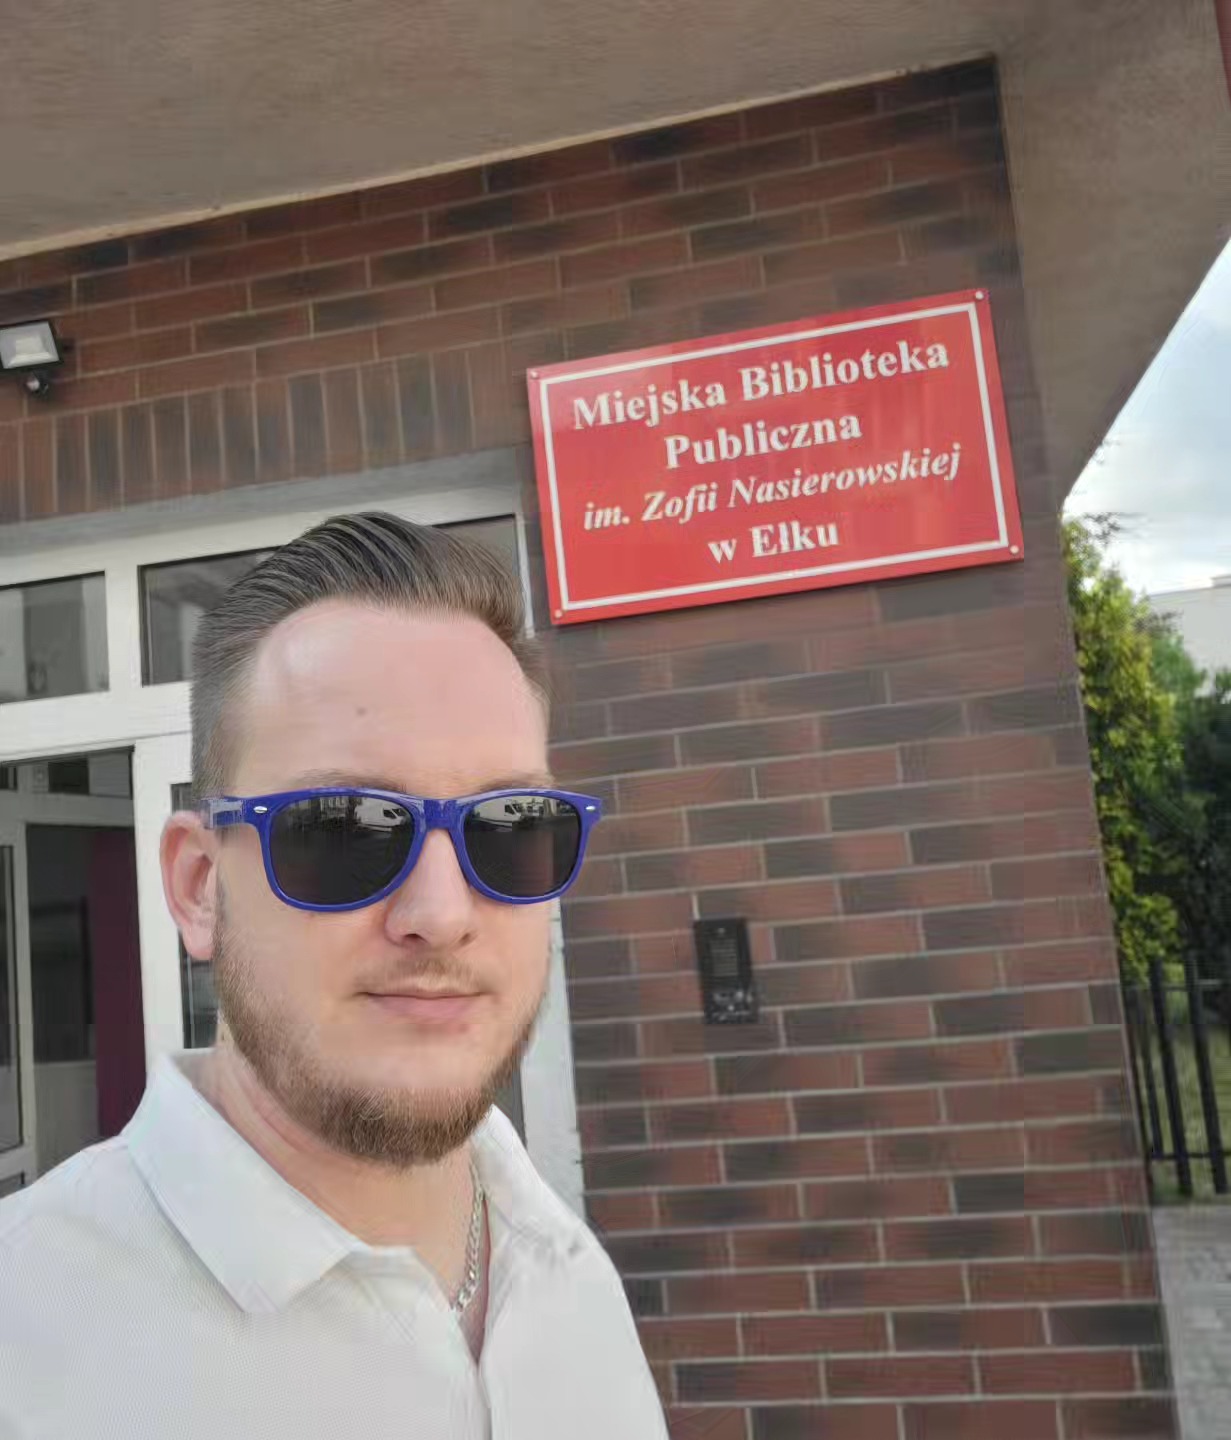 Miejska Biblioteka
Publiczna
im. Zofii Nasierowskiej
w Ełku